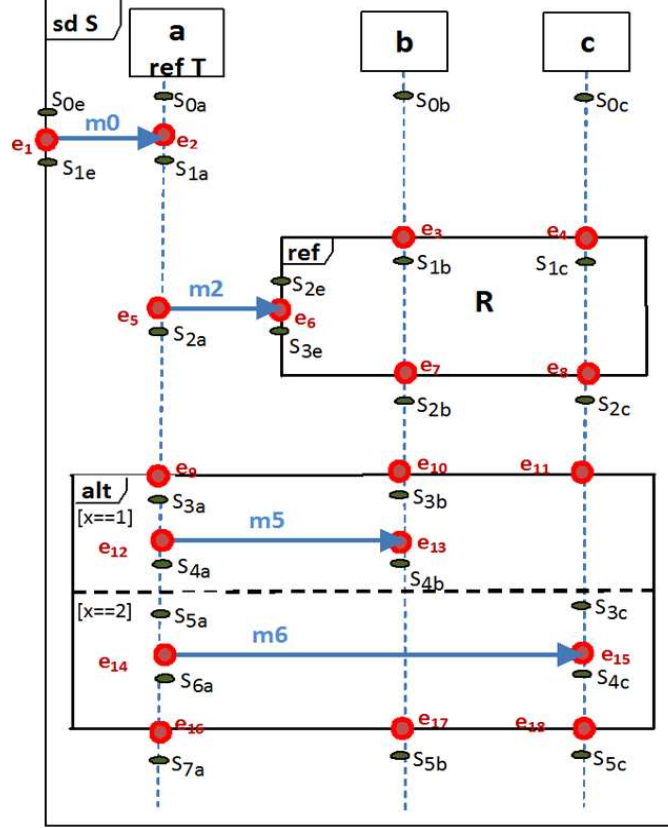 sd S
a
ref T
b
c
S0e
S0a
S0b
S0c
e1
m0
e2
S1e
S1a
e3
e4
ref
S1b
S1c
S2e
R
m2
e5
e6
S2a
S3e
e7
e8
S2b
S2c
e9
e10
e11
alt
S3a
S3b
[x==1]
m5
e12
e13
S4a
S4b
[x==2]
S5a
S3c
m6
e14
e15
S6a
S4c
e16
e17
e18
S7a
S5b
S5c